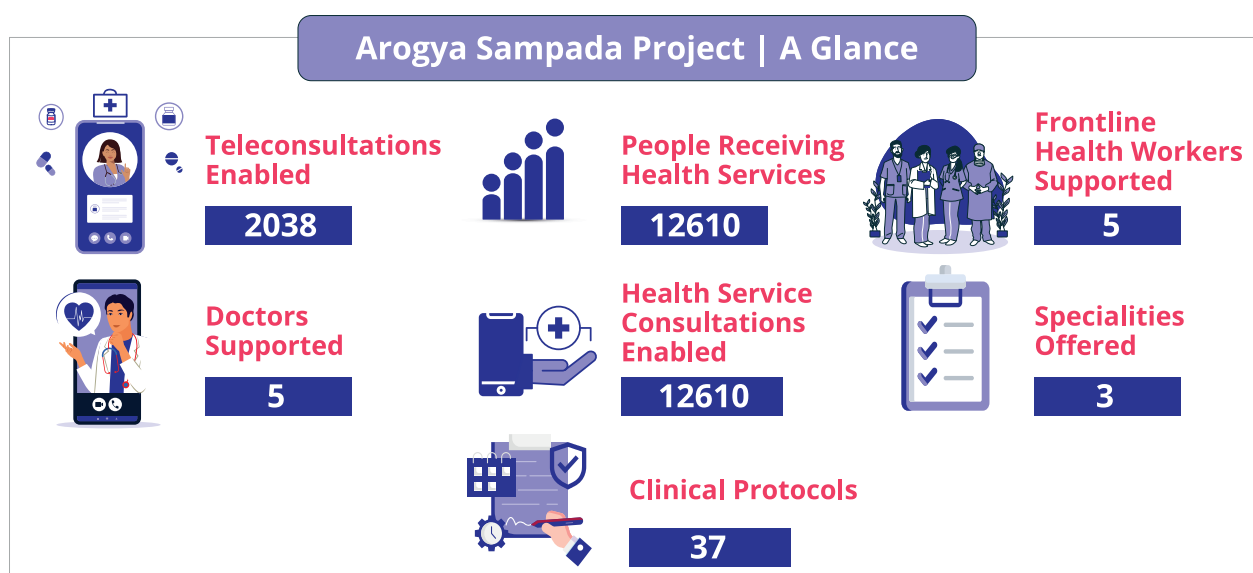 Arogya Sampada Project | A Glance
Teleconsultations
Enabled
2038
People Receiving
Health Services
12610
Frontline
Health Workers
Supported
5
Doctors
Supported
5
Health Service
Consultations
Enabled
12610
Specialities
Offered
3
Clinical Protocols
37